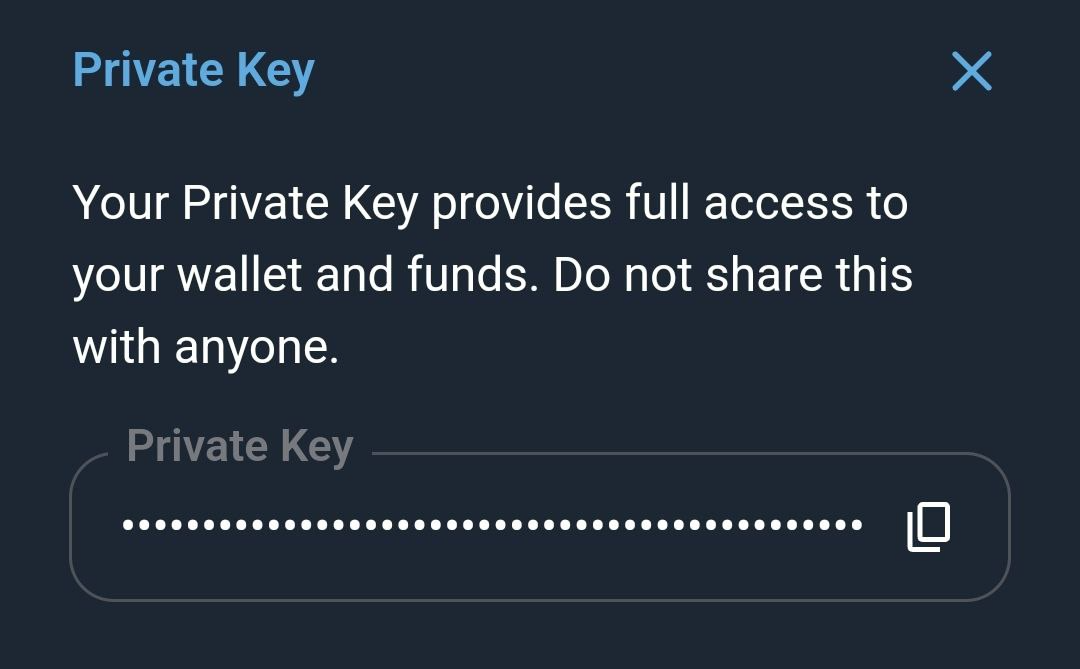 Private Key
Your Private Key provides full access to
your wallet and funds. Do not share this
with anyone.
Private Key
••••••••••••••••••••••••••••••••••••••••••••••